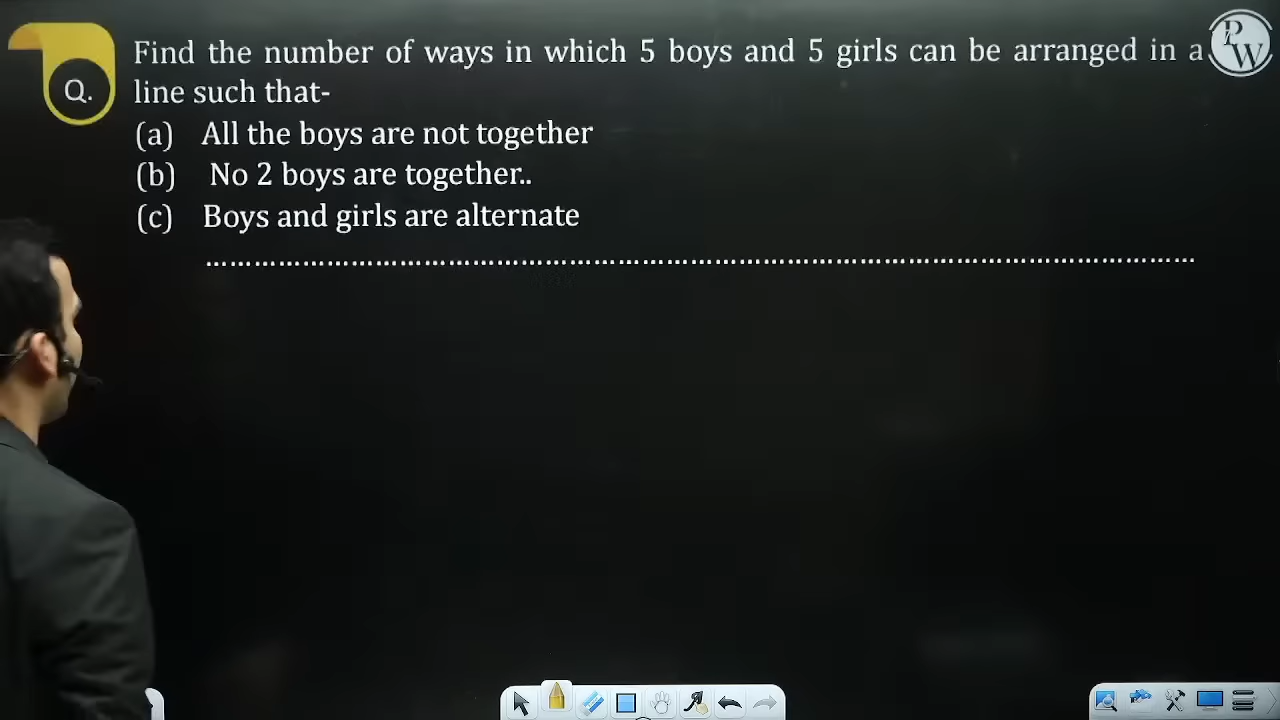 PW
Q.
Find the number of ways in which 5 boys and 5 girls can be arranged in a
line such that-
(a) All the boys are not together
(b) No 2 boys are together..
(c) Boys and girls are alternate
........................................................................................................